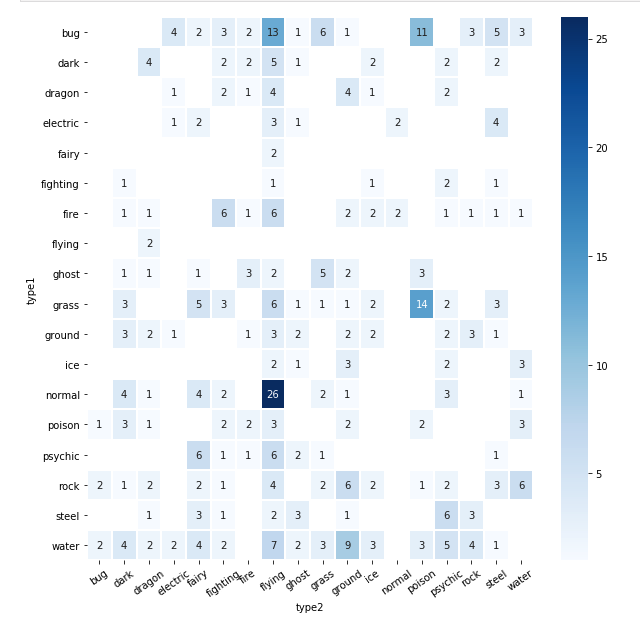 bug 4 2 3 2 13 1 6 1 11 3 5 3
dark 4 2 2 5 1 2 2 2
dragon 1 2 1 4 4 1 2
electric 1 2 3 1 2 4
fairy 2
fighting 1 1 1 2 1
fire 1 1 6 1 6 2 2 2 1 1 1 1
flying 2
ghost 1 1 1 3 2 5 2 3
grass 3 5 3 6 1 1 1 2 14 2 3
ground 3 2 1 1 3 2 2 2 2 3 1
ice 2 1 3 2 3
normal 4 1 4 2 26 2 1 3 1
poison 1 3 1 2 2 3 2 2 3
psychic 6 1 1 6 2 1 1
rock 2 1 2 2 1 4 2 6 2 1 2 3 6
steel 1 3 1 2 3 1 6 3
water 2 4 2 2 4 2 7 2 3 9 3 3 5 4 1
bug dark dragon electric fairy fighting fire flying ghost grass ground ice normal poison psychic rock steel water
type2
type1
25
20
15
10
5